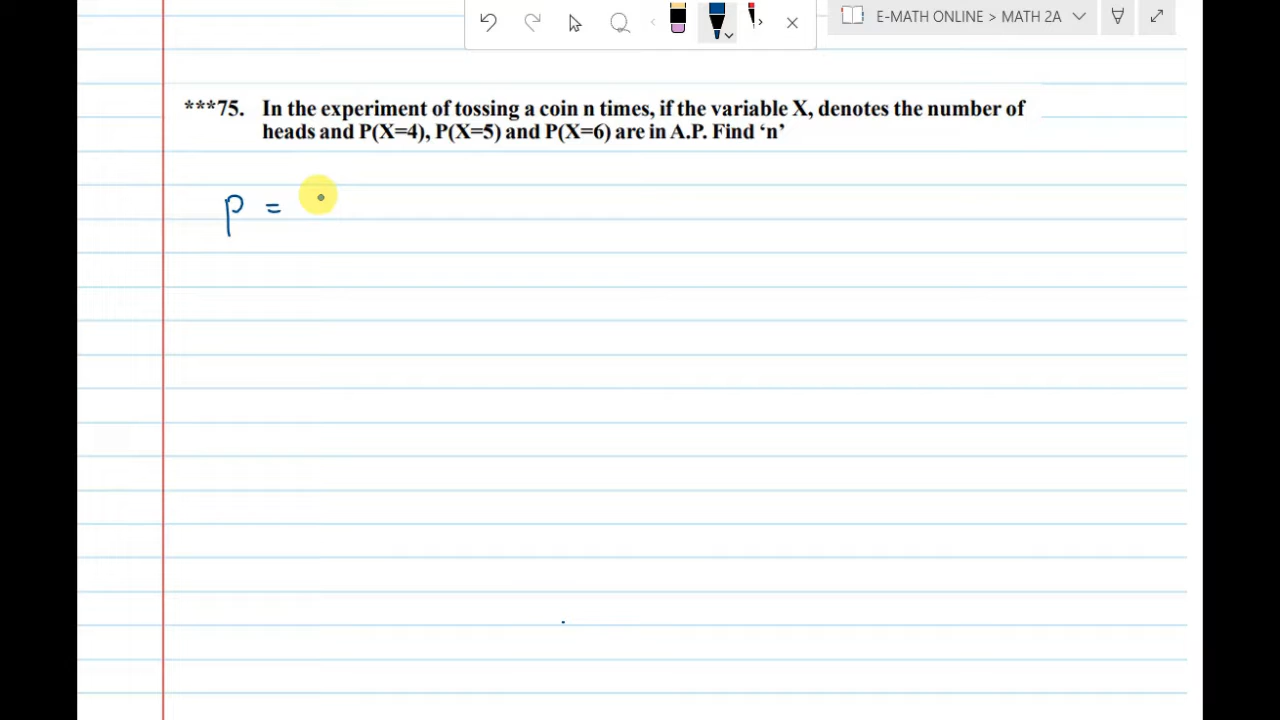 E-MATH ONLINE > MATH 2A
***75. In the experiment of tossing a coin n times, if the variable X, denotes the number of
heads and P(X=4), P(X=5) and P(X=6) are in A.P. Find ‘n’
p =